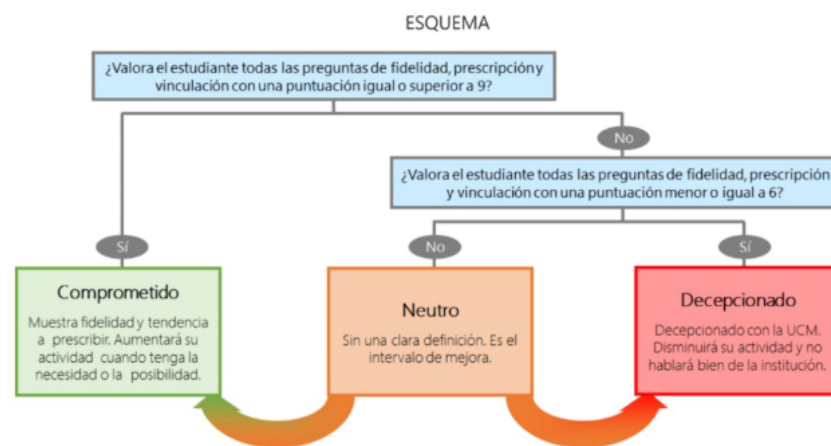 ESQUEMA
¿Valora el estudiante todas las preguntas de fidelidad, prescripción y
vinculación con una puntuación igual o superior a 9?
No
¿Valora el estudiante todas las preguntas de fidelidad, prescripción
y vinculación con una puntuación menor o igual a 6?
Sí
No
Sí
Comprometido
Muestra fidelidad y tendencia
a prescribir. Aumentará su
actividad cuando tenga la
necesidad o la posibilidad.
Neutro
Sin una clara definición. Es el
intervalo de mejora.
Decepcionado
Decepcionado con la UCM.
Disminuirá su actividad y no
hablará bien de la institución.